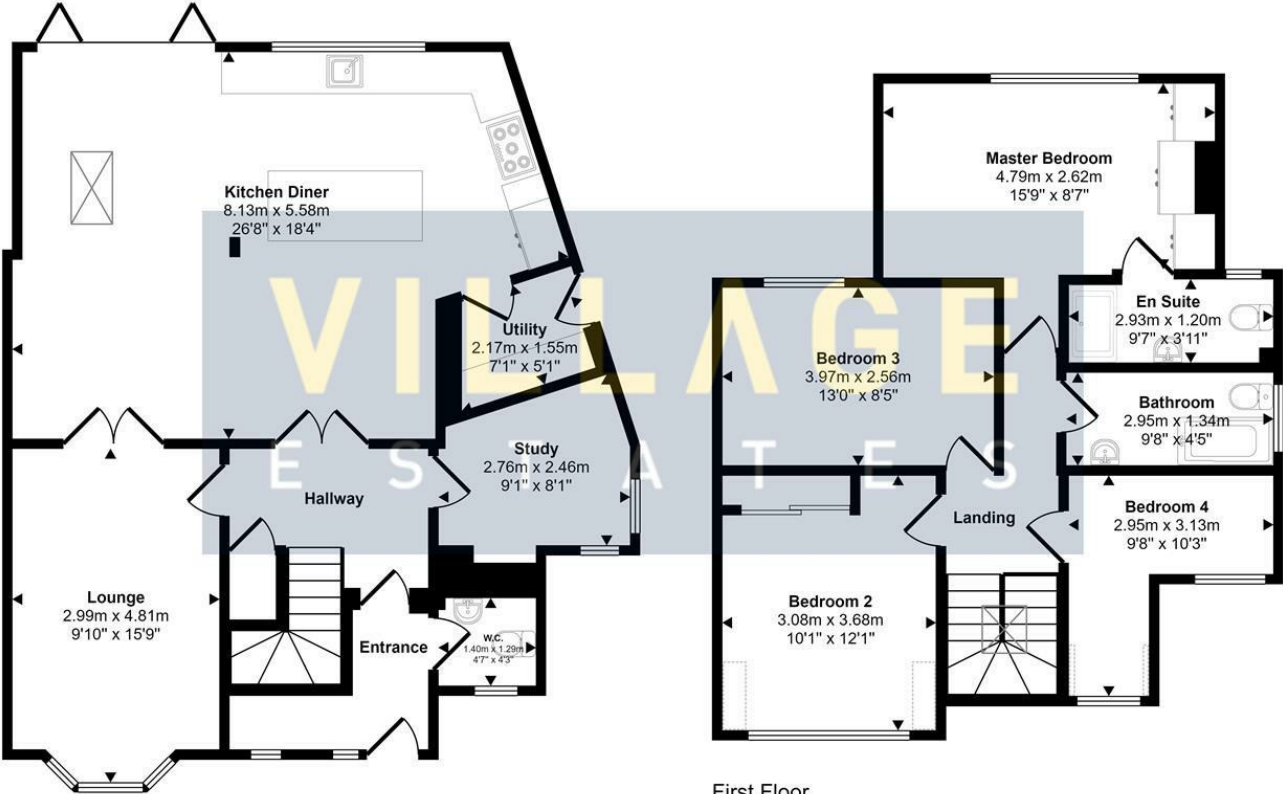 Kitchen Diner
8.13m x 5.58m
26'8" x 18'4"
Utility
2.17m x 1.55m
7'1" x 5'1"
Study
2.76m x 2.46m
9'1" x 8'1"
Hallway
Lounge
2.99m x 4.81m
9'10" x 15'9"
Entrance
W.C.
1.40m x 1.29m
4'7" x 4'3"
Master Bedroom
4.79m x 2.62m
15'9" x 8'7"
En Suite
2.93m x 1.20m
9'7" x 3'11"
Bedroom 3
3.97m x 2.56m
13'0" x 8'5"
Bathroom
2.95m x 1.34m
9'8" x 4'5"
Landing
Bedroom 4
2.95m x 3.13m
9'8" x 10'3"
Bedroom 2
3.08m x 3.68m
10'1" x 12'1"
First Floor
VILLAGE
ESTATES